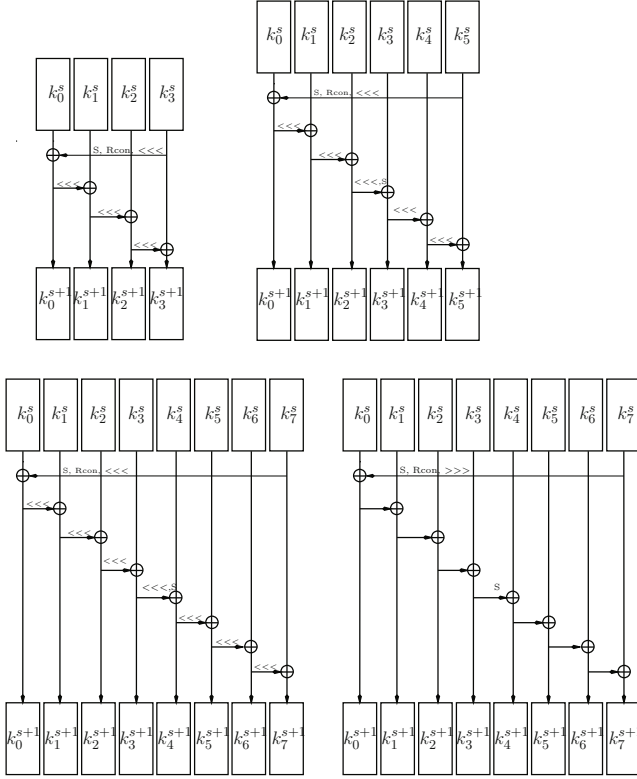 k_0^s k_1^s k_2^s k_3^s
S, Rcon, <<<
<<<
<<<
<<<
k_0^{s+1} k_1^{s+1} k_2^{s+1} k_3^{s+1}
k_0^s k_1^s k_2^s k_3^s k_4^s k_5^s
S, Rcon, <<<
<<<
<<<
<<<,S
<<<
<<<
k_0^{s+1} k_1^{s+1} k_2^{s+1} k_3^{s+1} k_4^{s+1} k_5^{s+1}
k_0^s k_1^s k_2^s k_3^s k_4^s k_5^s k_6^s k_7^s
S, Rcon, <<<
<<<
<<<
<<<
<<<,S
<<<
<<<
<<<
k_0^{s+1} k_1^{s+1} k_2^{s+1} k_3^{s+1} k_4^{s+1} k_5^{s+1} k_6^{s+1} k_7^{s+1}
k_0^s k_1^s k_2^s k_3^s k_4^s k_5^s k_6^s k_7^s
S, Rcon, >>>
S
k_0^{s+1} k_1^{s+1} k_2^{s+1} k_3^{s+1} k_4^{s+1} k_5^{s+1} k_6^{s+1} k_7^{s+1}